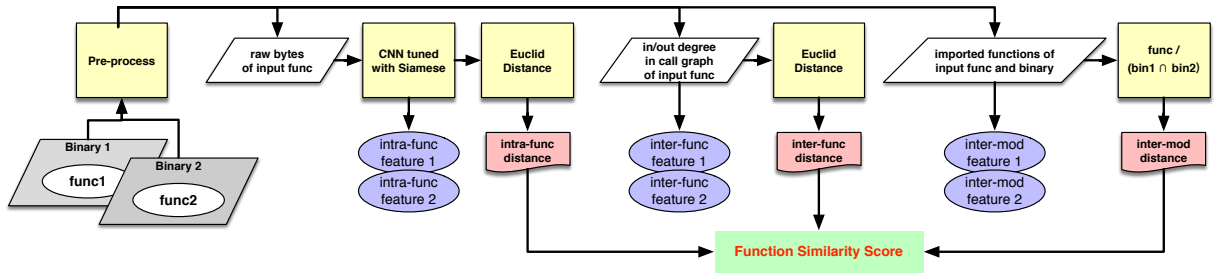 Pre-process
raw bytes
of input func
CNN tuned
with Siamese
Euclid
Distance
in/out degree
in call graph
of input func
Euclid
Distance
imported functions of
input func and binary
func /
(bin1 ∩ bin2)
Binary 1
func1
Binary 2
func2
intra-func
feature 1
intra-func
feature 2
intra-func
distance
inter-func
feature 1
inter-func
feature 2
inter-func
distance
inter-mod
feature 1
inter-mod
feature 2
inter-mod
distance
Function Similarity Score